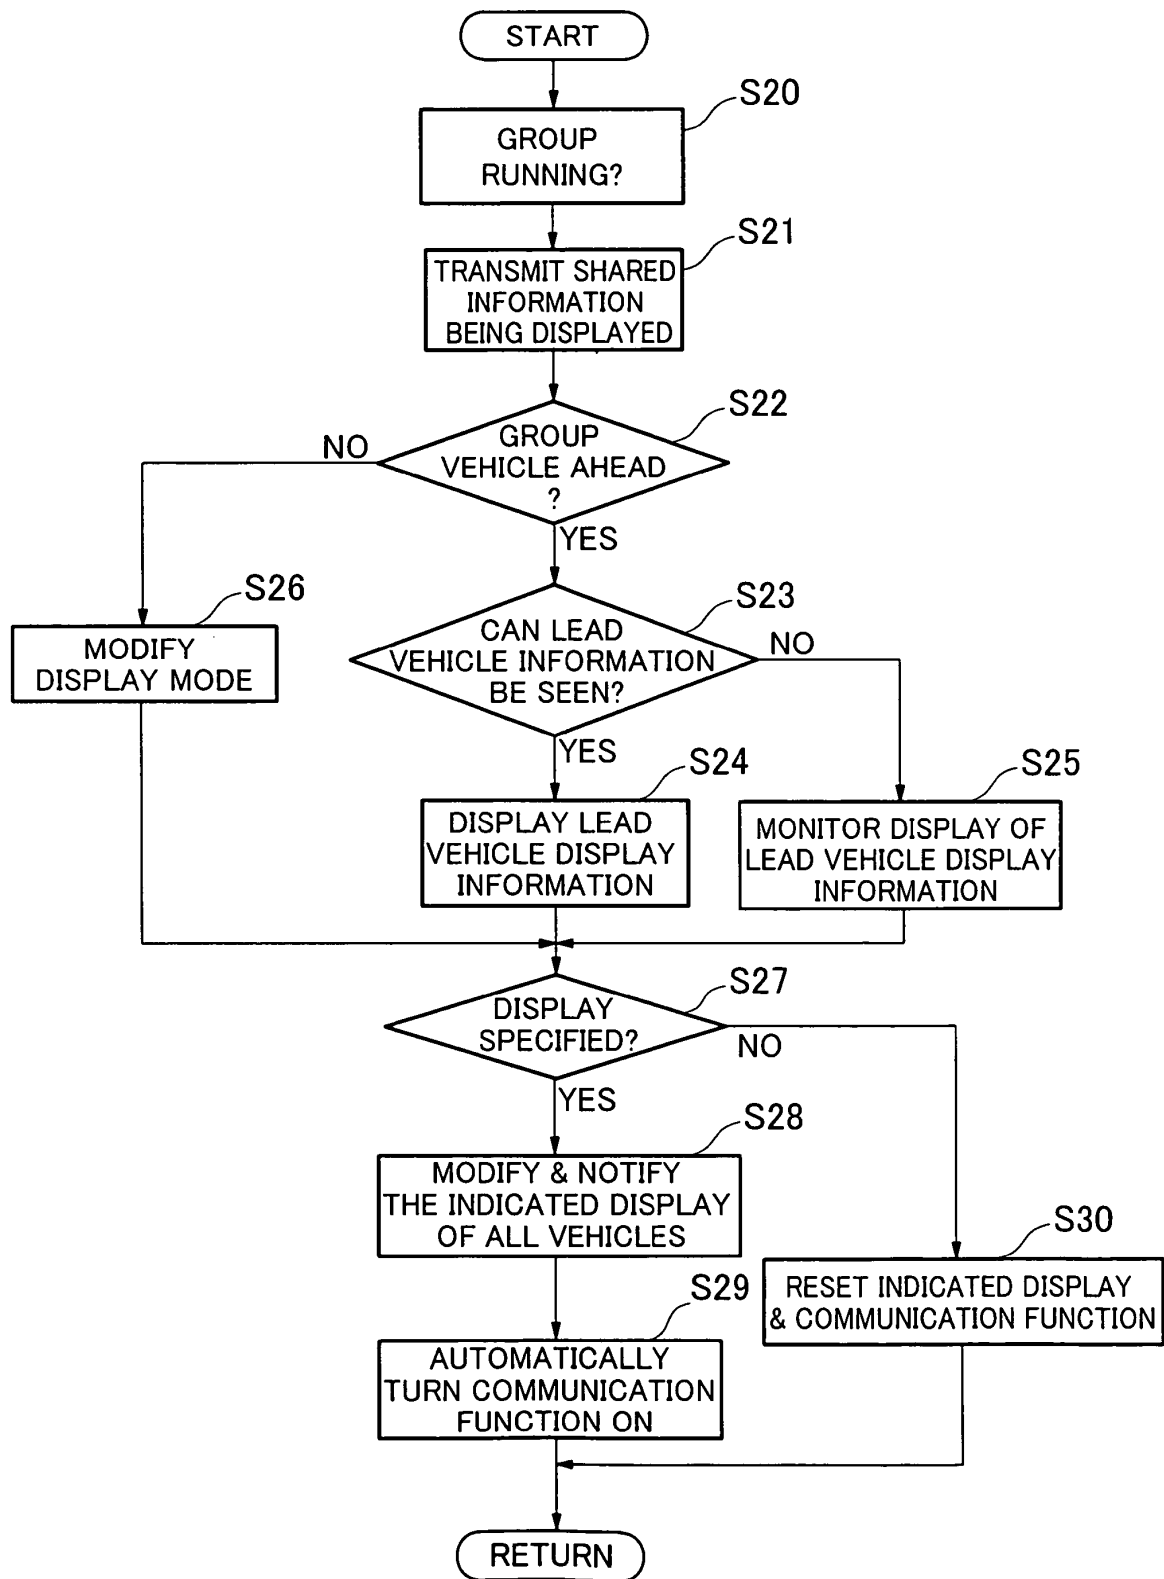 START
S20
GROUP
RUNNING?
S21
TRANSMIT SHARED
INFORMATION
BEING DISPLAYED
S22
GROUP
VEHICLE AHEAD
?
NO
YES
S26
MODIFY
DISPLAY MODE
S23
CAN LEAD
VEHICLE INFORMATION
BE SEEN?
NO
YES
S24
DISPLAY LEAD
VEHICLE DISPLAY
INFORMATION
S25
MONITOR DISPLAY OF
LEAD VEHICLE DISPLAY
INFORMATION
S27
DISPLAY
SPECIFIED?
NO
YES
S28
MODIFY & NOTIFY
THE INDICATED DISPLAY
OF ALL VEHICLES
S30
RESET INDICATED DISPLAY
& COMMUNICATION FUNCTION
S29
AUTOMATICALLY
TURN COMMUNICATION
FUNCTION ON
RETURN